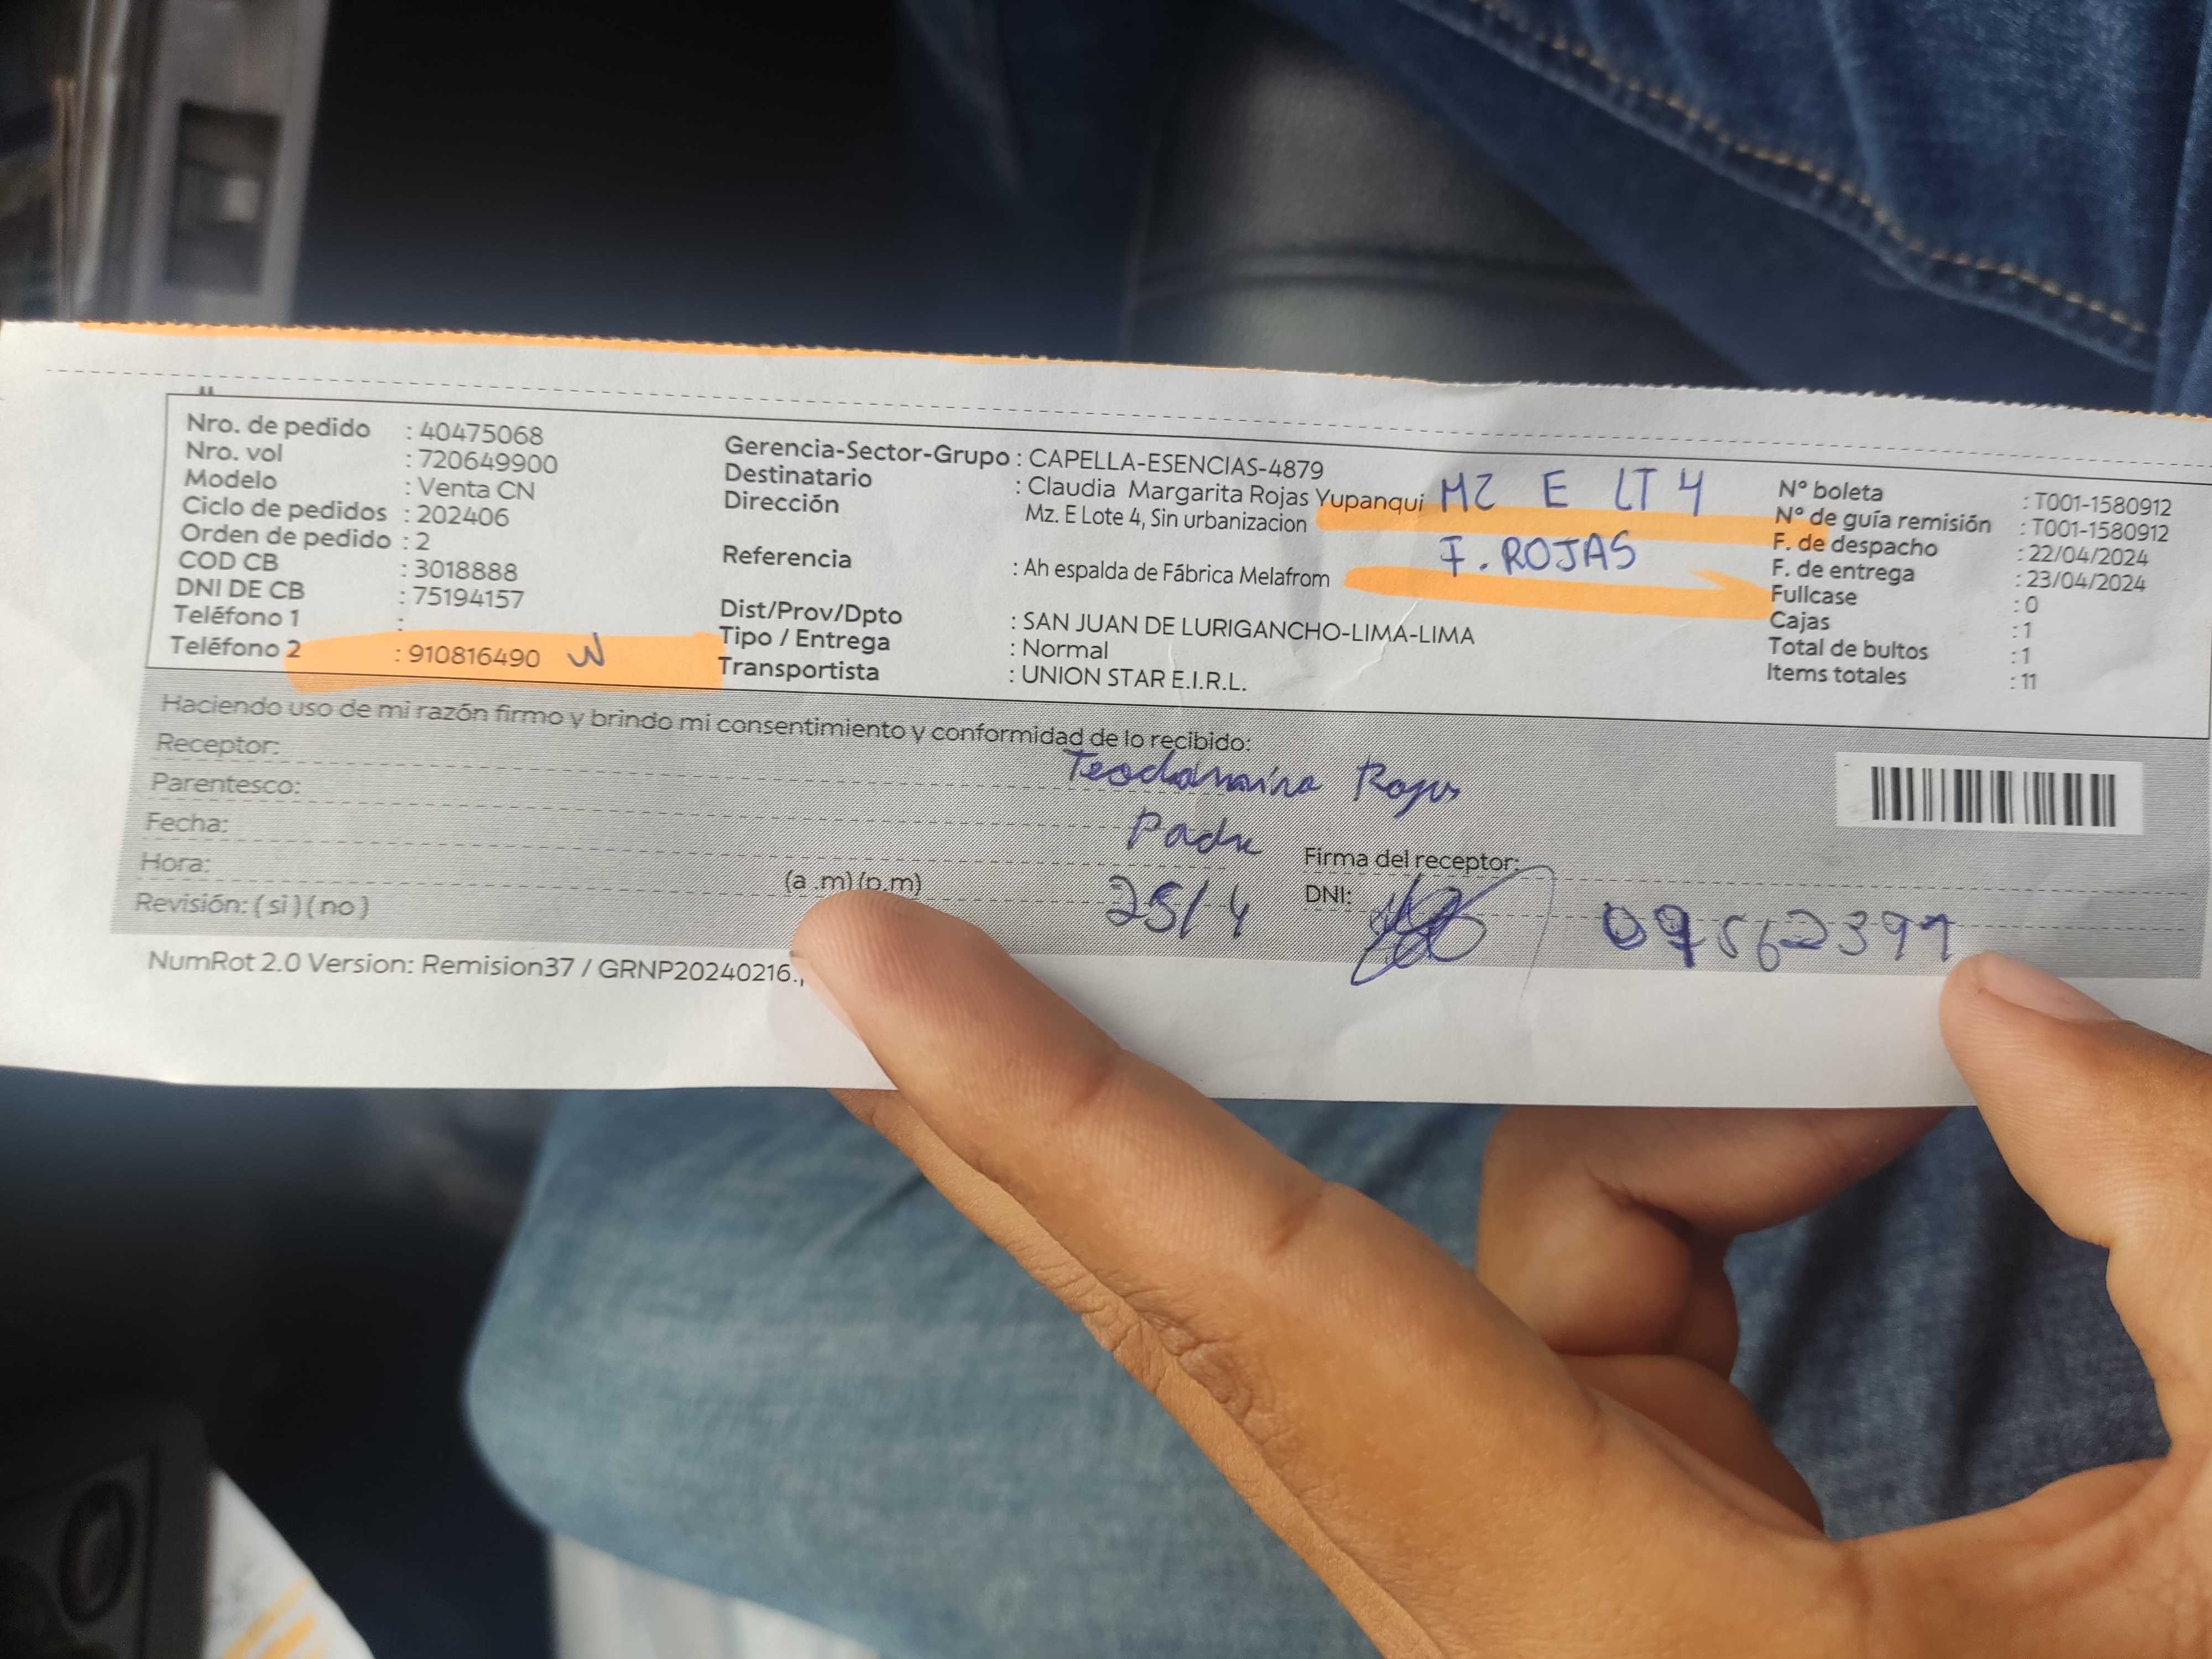 Nro. de pedido : 40475068
Nro. vol : 720649900
Modelo : Venta CN
Ciclo de pedidos : 202406
Orden de pedido : 2
COD CB : 3018888
DNI DE CB : 75194157
Teléfono 1 :
Teléfono 2 : 910816490 W
Gerencia-Sector-Grupo : CAPELLA-ESENCIAS-4879
Destinatario : Claudia Margarita Rojas Yupanqui
Dirección Mz. E Lote 4, Sin urbanizacion
MZ E LT 4
F. ROJAS
Referencia : Ah espalda de Fábrica Melafrom
Dist/Prov/Dpto : SAN JUAN DE LURIGANCHO-LIMA-LIMA
Tipo / Entrega : Normal
Transportista : UNION STAR E.I.R.L.
N° boleta : T001-1580912
N° de guía remisión : T001-1580912
F. de despacho : 22/04/2024
F. de entrega : 23/04/2024
Fullcase : 0
Cajas : 1
Total de bultos : 1
Items totales : 11
Haciendo uso de mi razón firmo y brindo mi consentimiento y conformidad de lo recibido:
Receptor: Rojas
Parentesco: Padre
Fecha: 25/4
Hora: (a .m) (p.m)
Revisión: ( si ) ( no )
Firma del receptor:
DNI:
NumRot 2.0 Version: Remision37 / GRNP20240216.